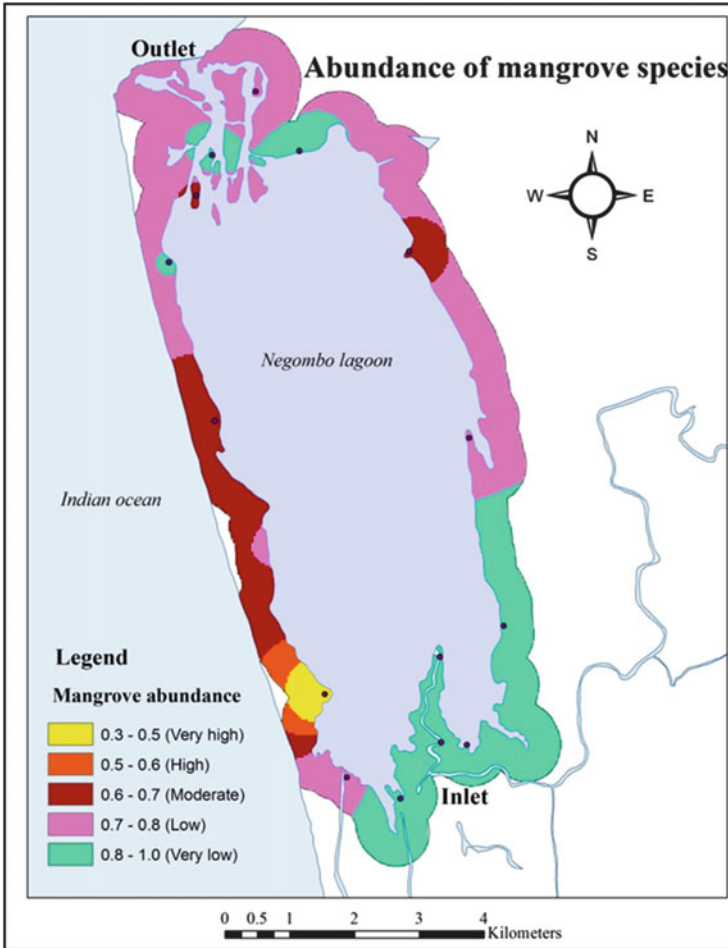 Outlet
Abundance of mangrove species
N
W
E
S
Negombo lagoon
Indian ocean
Legend
Mangrove abundance
0.3 - 0.5 (Very high)
0.5 - 0.6 (High)
0.6 - 0.7 (Moderate)
0.7 - 0.8 (Low)
0.8 - 1.0 (Very low)
Inlet
0 0.5 1 2 3 4
Kilometers